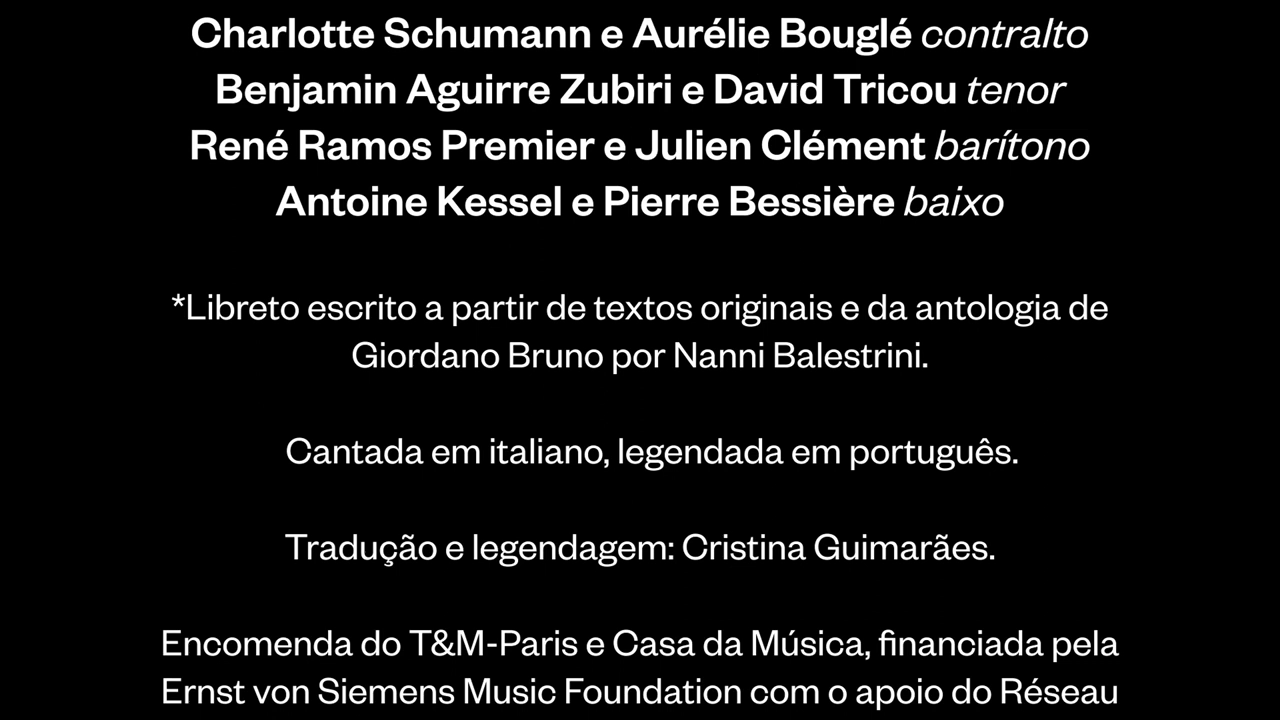 Charlotte Schumann e Aurélie Bouglé contralto
Benjamin Aguirre Zubiri e David Tricou tenor
René Ramos Premier e Julien Clément barítono
Antoine Kessel e Pierre Bessière baixo
*Libreto escrito a partir de textos originais e da antologia de
Giordano Bruno por Nanni Balestrini.
Cantada em italiano, legendada em português.
Tradução e legendagem: Cristina Guimarães.
Encomenda do T&M-Paris e Casa da Música, financiada pela
Ernst von Siemens Music Foundation com o apoio do Réseau